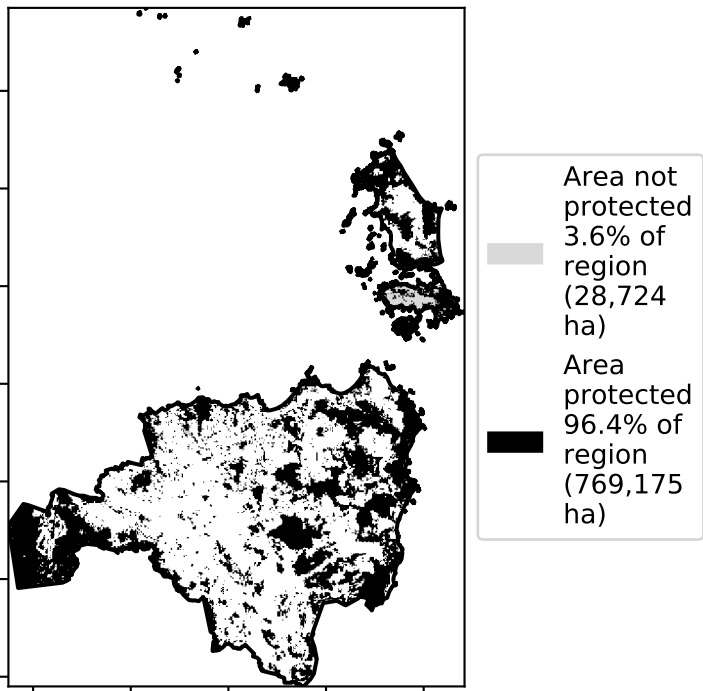 Area not
protected
3.6% of
region
(28,724
ha)
Area
protected
96.4% of
region
(769,175
ha)